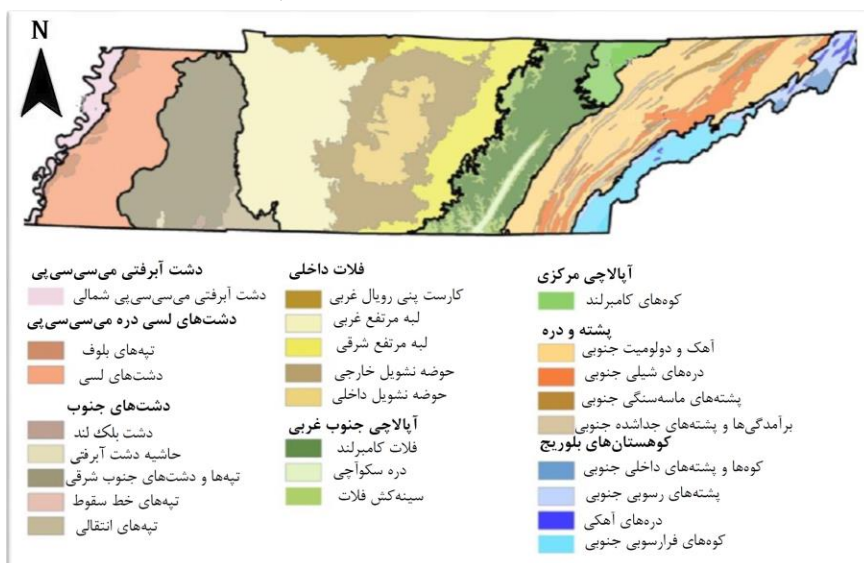 N
دشت آبرفتی می‌سی‌سی‌پی
دشت آبرفتی می‌سی‌سی‌پی شمالی
دشت‌های لسی دره می‌سی‌سی‌پی
تپه‌های بلوف
دشت‌های لسی
دشت‌های جنوب
دشت بلک لند
حاشیه دشت آبرفتی
تپه‌ها و دشت‌های جنوب شرقی
تپه‌های خط سقوط
تپه‌های انتقالی
فلات داخلی
کارست پنی رویال غربی
لبه مرتفع غربی
لبه مرتفع شرقی
حوضه نشویل خارجی
حوضه نشویل داخلی
آپالاچی جنوب غربی
فلات کامبرلند
دره سکوآچی
سینه‌کش فلات
آپالاچی مرکزی
کوه‌های کامبرلند
پشته و دره
آهک و دولومیت جنوبی
دره‌های شیلی جنوبی
پشته‌های ماسه‌سنگی جنوبی
برآمدگی‌ها و پشته‌های جداشده جنوبی
کوهستان‌های بلوریج
کوه‌ها و پشته‌های داخلی جنوبی
پشته‌های رسوبی جنوبی
دره‌های آهکی
کوه‌های فرارسوبی جنوبی